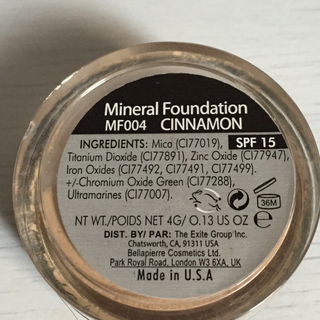 Mineral Foundation
MF004 CINNAMON
INGREDIENTS: Mica (CI77019), SPF 15
Titanium Dioxide (CI77891), Zinc Oxide (CI77947),
Iron Oxides (CI77492, CI77491, CI77499).
+/-Chromium Oxide Green (CI77288),
Ultramarines (CI77007).
36M
NT WT./POIDS NET 4G/ 0.13 US OZ ℮
DIST. BY/ PAR: The Exite Group Inc.
Chatsworth, CA, 91311 USA
Bellapierre Cosmetics Ltd.
Park Royal Road, London W3 6XA, UK
Made in U.S.A